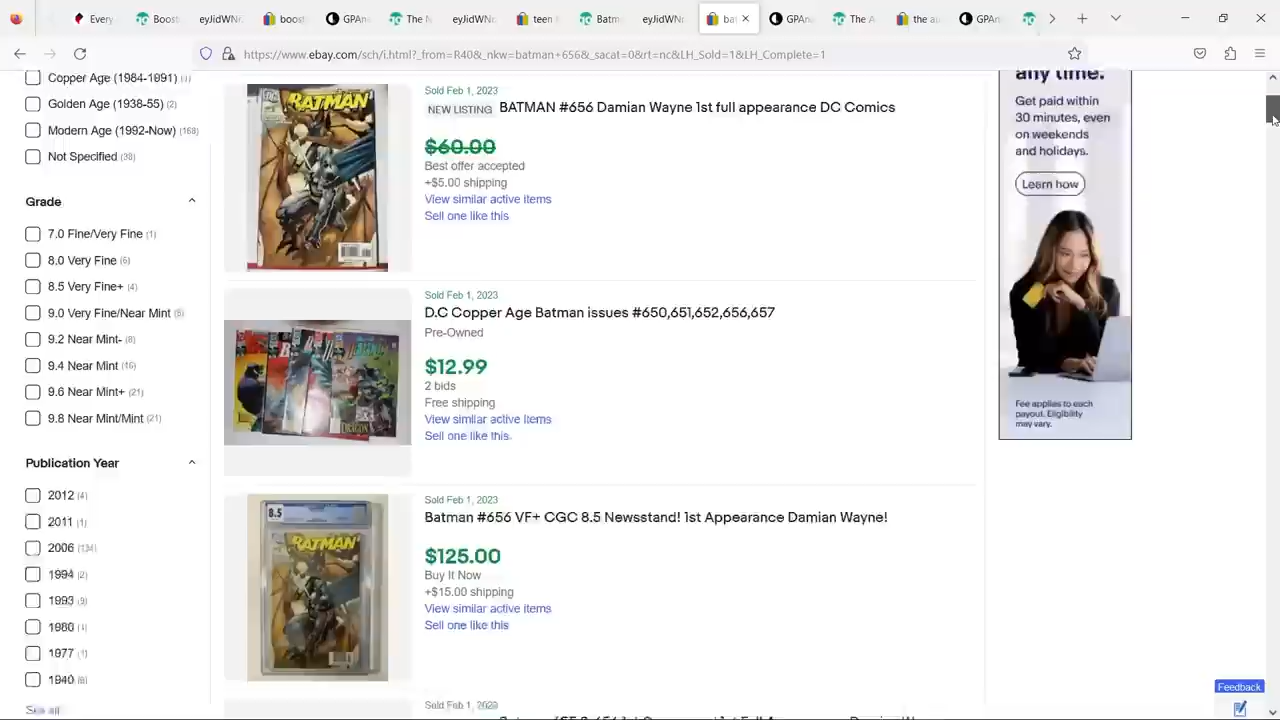 Every
Boost
eyJidWNo
boost
GPAn
The N
eyJidWNo
teen
Batm
eyJidWNo
bat
GPAn
The A
the au
GPAn
https://www.ebay.com/sch/i.html?_from=R40&_nkw=batman+656&_sacat=0&rt=nc&LH_Sold=1&LH_Complete=1
Copper Age (1984-1991)
Golden Age (1938-55) (2)
Modern Age (1992-Now) (168)
Not Specified (38)
Grade
7.0 Fine/Very Fine (1)
8.0 Very Fine (6)
8.5 Very Fine+ (4)
9.0 Very Fine/Near Mint (6)
9.2 Near Mint- (8)
9.4 Near Mint (16)
9.6 Near Mint+ (21)
9.8 Near Mint/Mint (21)
Publication Year
2012 (4)
2011 (1)
2006
1994 (2)
1993 (9)
1980 (1)
1977 (1)
1940 (8)
See all
BATMAN
Sold Feb 1, 2023
NEW LISTING BATMAN #656 Damian Wayne 1st full appearance DC Comics
$60.00
Best offer accepted
+$5.00 shipping
View similar active items
Sell one like this
Sold Feb 1, 2023
D.C Copper Age Batman issues #650,651,652,656,657
Pre-Owned
$12.99
2 bids
Free shipping
View similar active items
Sell one like this
8.5
BATMAN
Sold Feb 1, 2023
Batman #656 VF+ CGC 8.5 Newsstand! 1st Appearance Damian Wayne!
$125.00
Buy It Now
+$15.00 shipping
View similar active items
Sell one like this
Sold Feb 1, 2023
any time.
Get paid within
30 minutes, even
on weekends
and holidays.
Learn how
Fee applies to each
payout. Eligibility
may vary.
Feedback